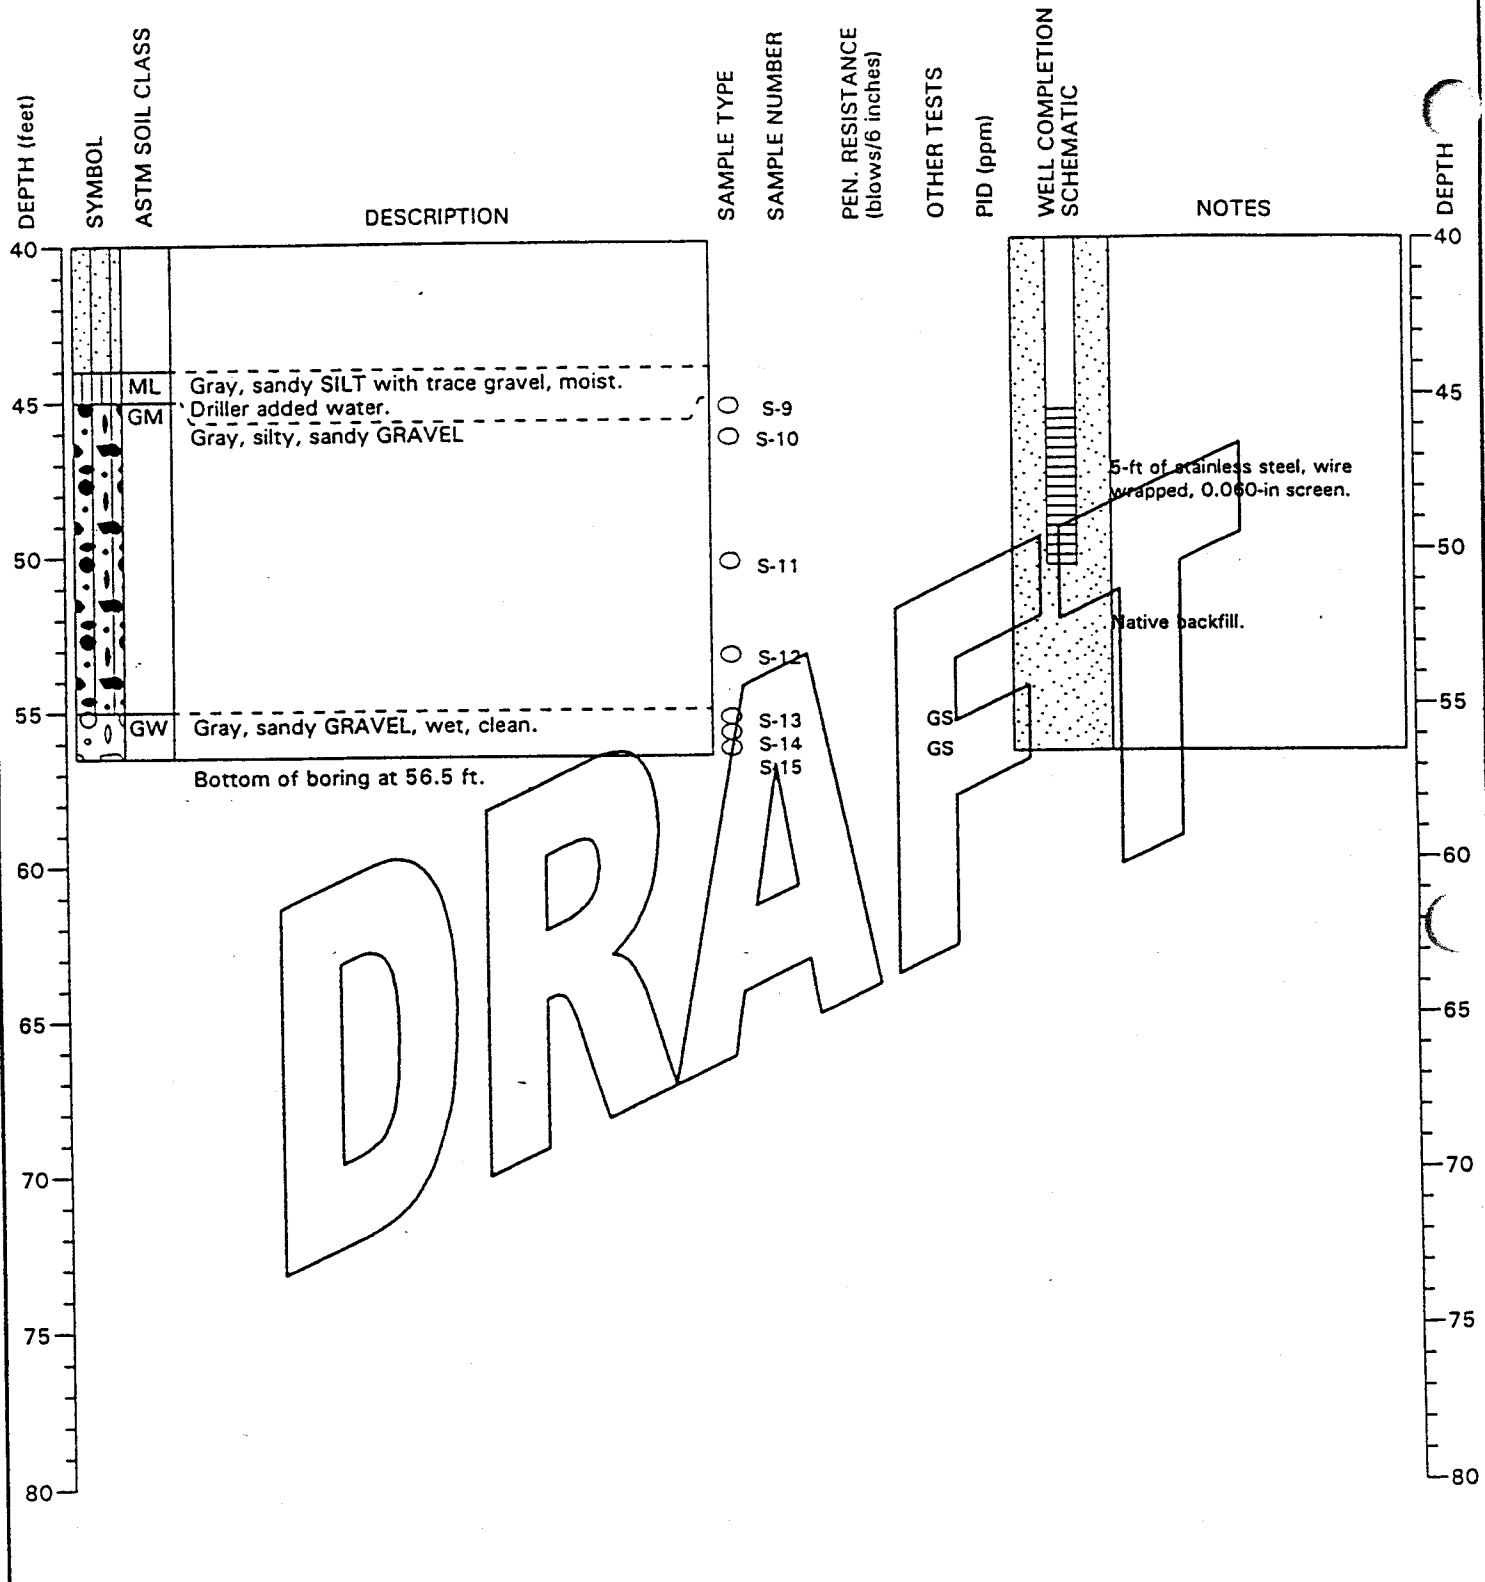 DEPTH (feet)
SYMBOL
ASTM SOIL CLASS
DESCRIPTION
SAMPLE TYPE
SAMPLE NUMBER
PEN. RESISTANCE
(blows/6 inches)
OTHER TESTS
PID (ppm)
WELL COMPLETION
SCHEMATIC
NOTES
DEPTH
40
40
ML Gray, sandy SILT with trace gravel, moist.
45
GM Driller added water.
S-9
45
Gray, silty, sandy GRAVEL
S-10
5-ft of stainless steel, wire
wrapped, 0.060-in screen.
50
S-11
50
Native backfill.
S-12
55
GW Gray, sandy GRAVEL, wet, clean.
S-13
GS
55
S-14
GS
S-15
Bottom of boring at 56.5 ft.
60
60
65
65
70
70
75
75
80
80
DRAFT